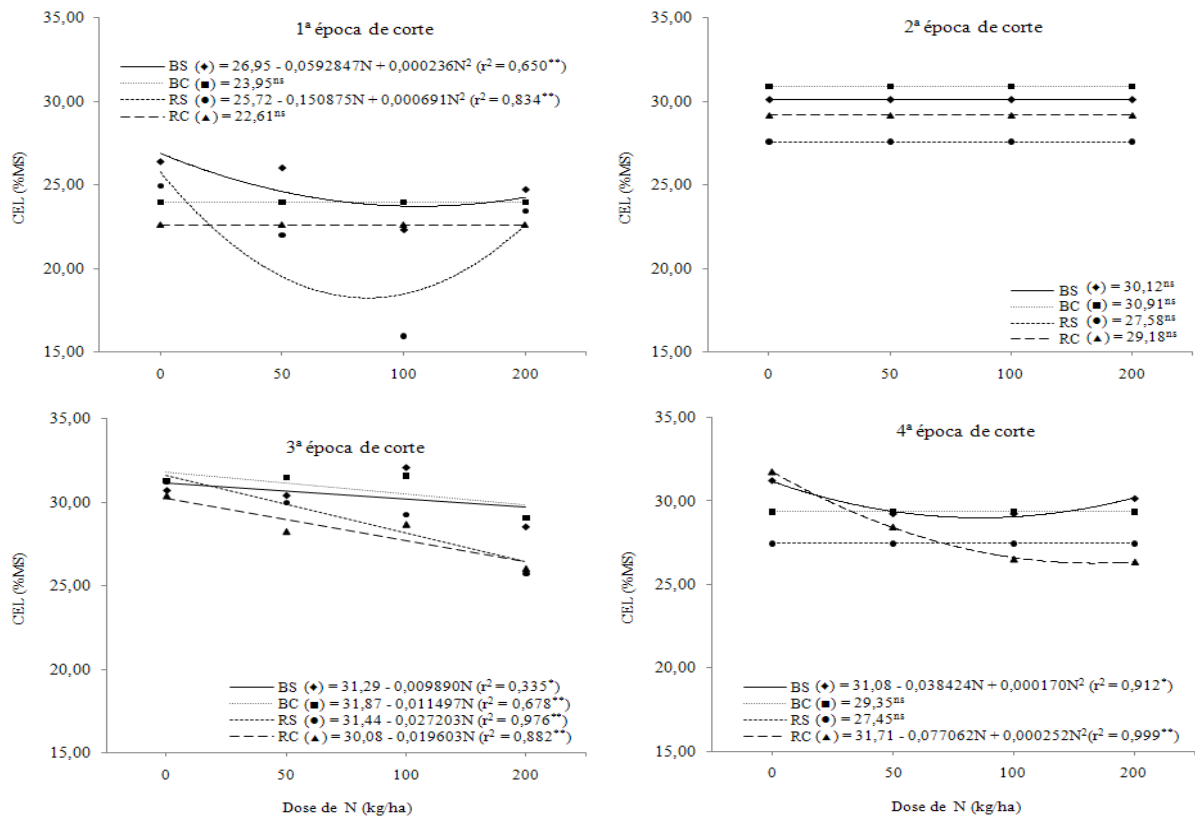 1ª época de corte
BS (◆) = 26,95 - 0,0592847N + 0,000236N² (r² = 0,650**)
BC (■) = 23,95ns
RS (●) = 25,72 - 0,150875N + 0,000691N² (r² = 0,834**)
RC (▲) = 22,61ns
CEL (%MS)
35,00
30,00
25,00
20,00
15,00
0 50 100 200
2ª época de corte
BS (◆) = 30,12ns
BC (■) = 30,91ns
RS (●) = 27,58ns
RC (▲) = 29,18ns
CEL (%MS)
35,00
30,00
25,00
20,00
15,00
0 50 100 200
3ª época de corte
BS (◆) = 31,29 - 0,009890N (r² = 0,335*)
BC (■) = 31,87 - 0,011497N (r² = 0,678**)
RS (●) = 31,44 - 0,027203N (r² = 0,976**)
RC (▲) = 30,08 - 0,019603N (r² = 0,882**)
CEL (%MS)
35,00
30,00
25,00
20,00
15,00
0 50 100 200
Dose de N (kg/ha)
4ª época de corte
BS (◆) = 31,08 - 0,038424N + 0,000170N² (r² = 0,912*)
BC (■) = 29,35ns
RS (●) = 27,45ns
RC (▲) = 31,71 - 0,077062N + 0,000252N² (r² = 0,999**)
CEL (%MS)
35,00
30,00
25,00
20,00
15,00
0 50 100 200
Dose de N (kg/ha)